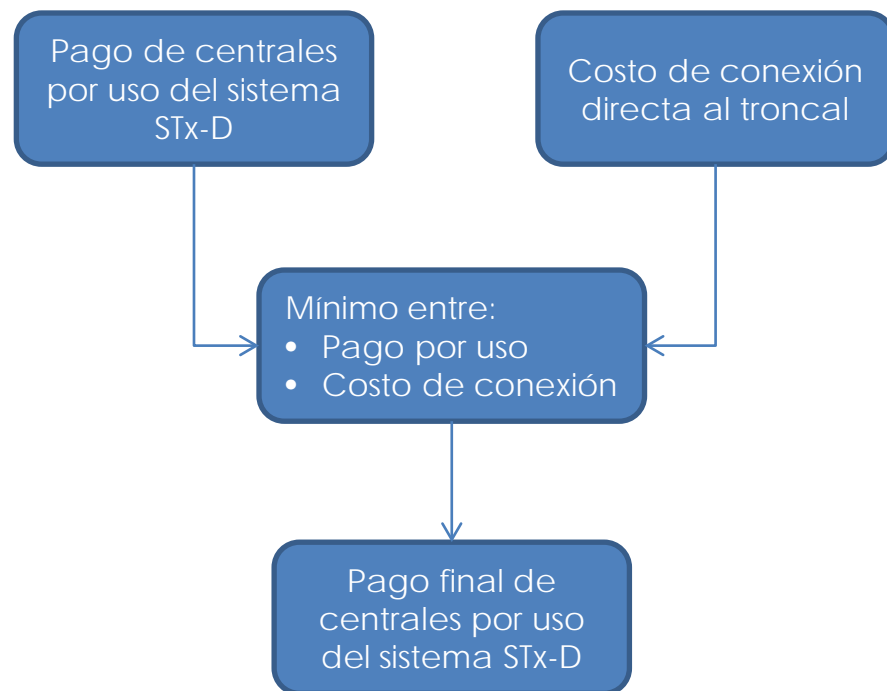 Pago de centrales
por uso del sistema
STx-D
Costo de conexión
directa al troncal
Mínimo entre:
• Pago por uso
• Costo de conexión
Pago final de
centrales por uso
del sistema STx-D